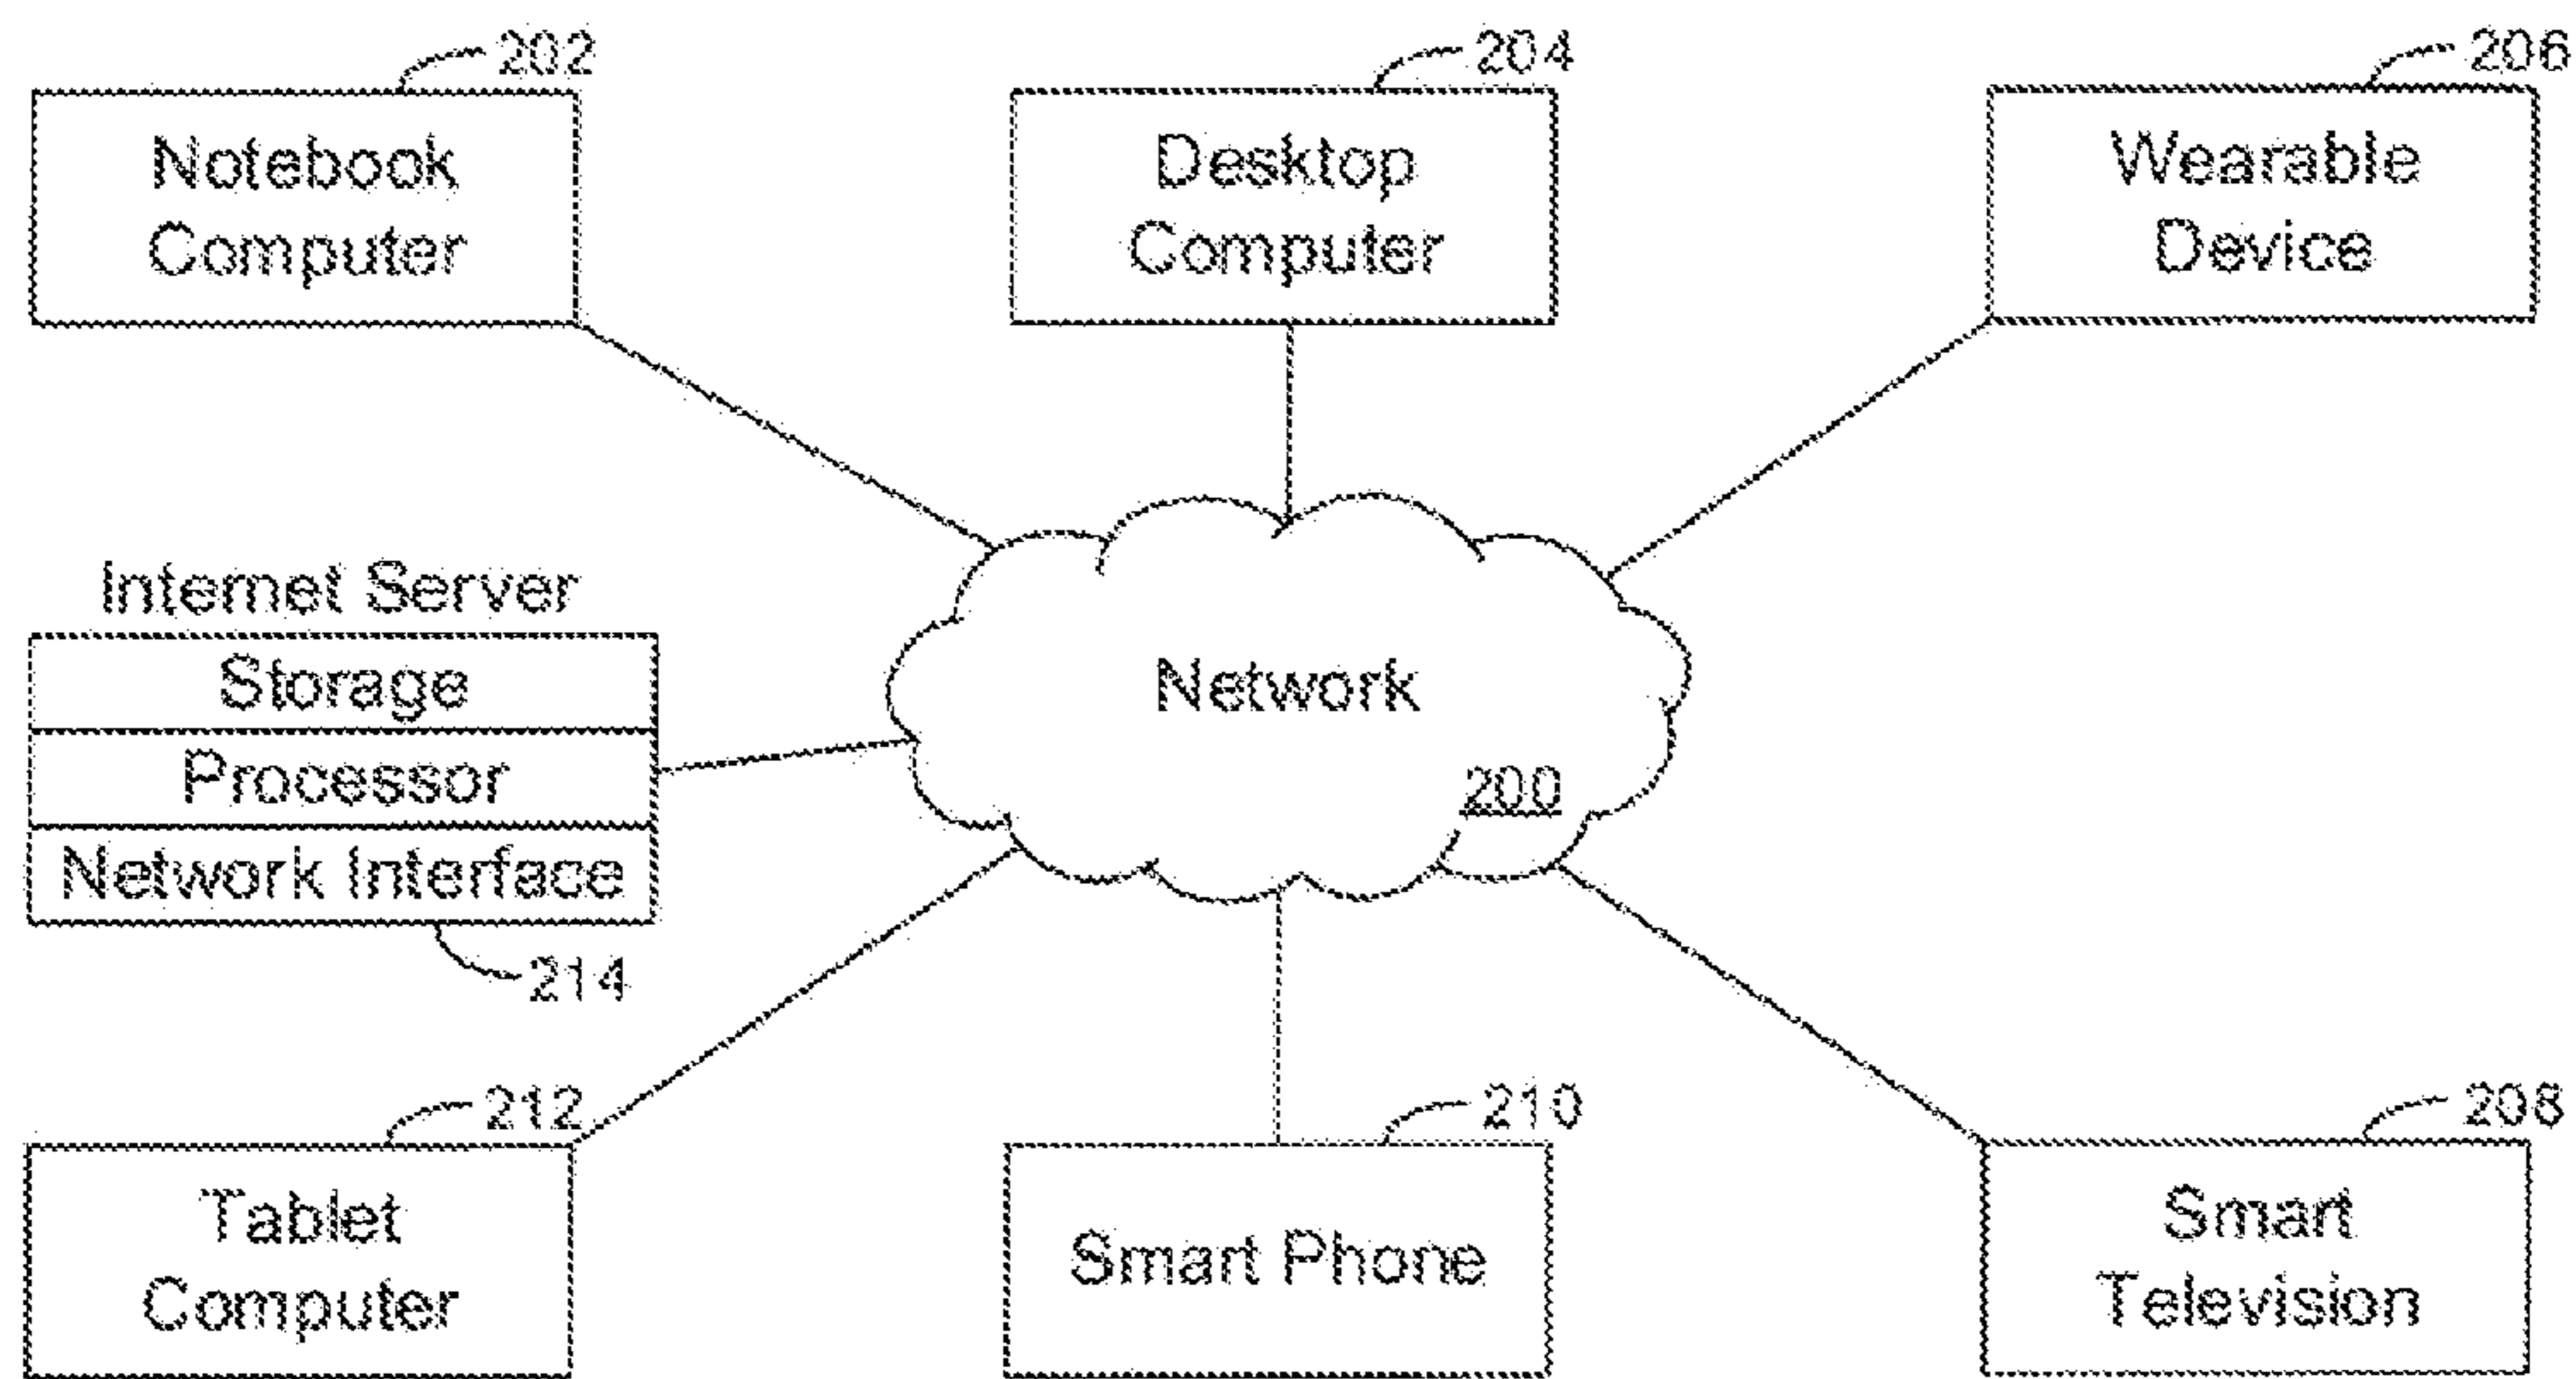 202
Notebook
Computer
204
Desktop
Computer
206
Wearable
Device
Internet Server
Storage
Processor
Network Interface
214
Network
200
212
Tablet
Computer
210
Smart Phone
208
Smart
Television